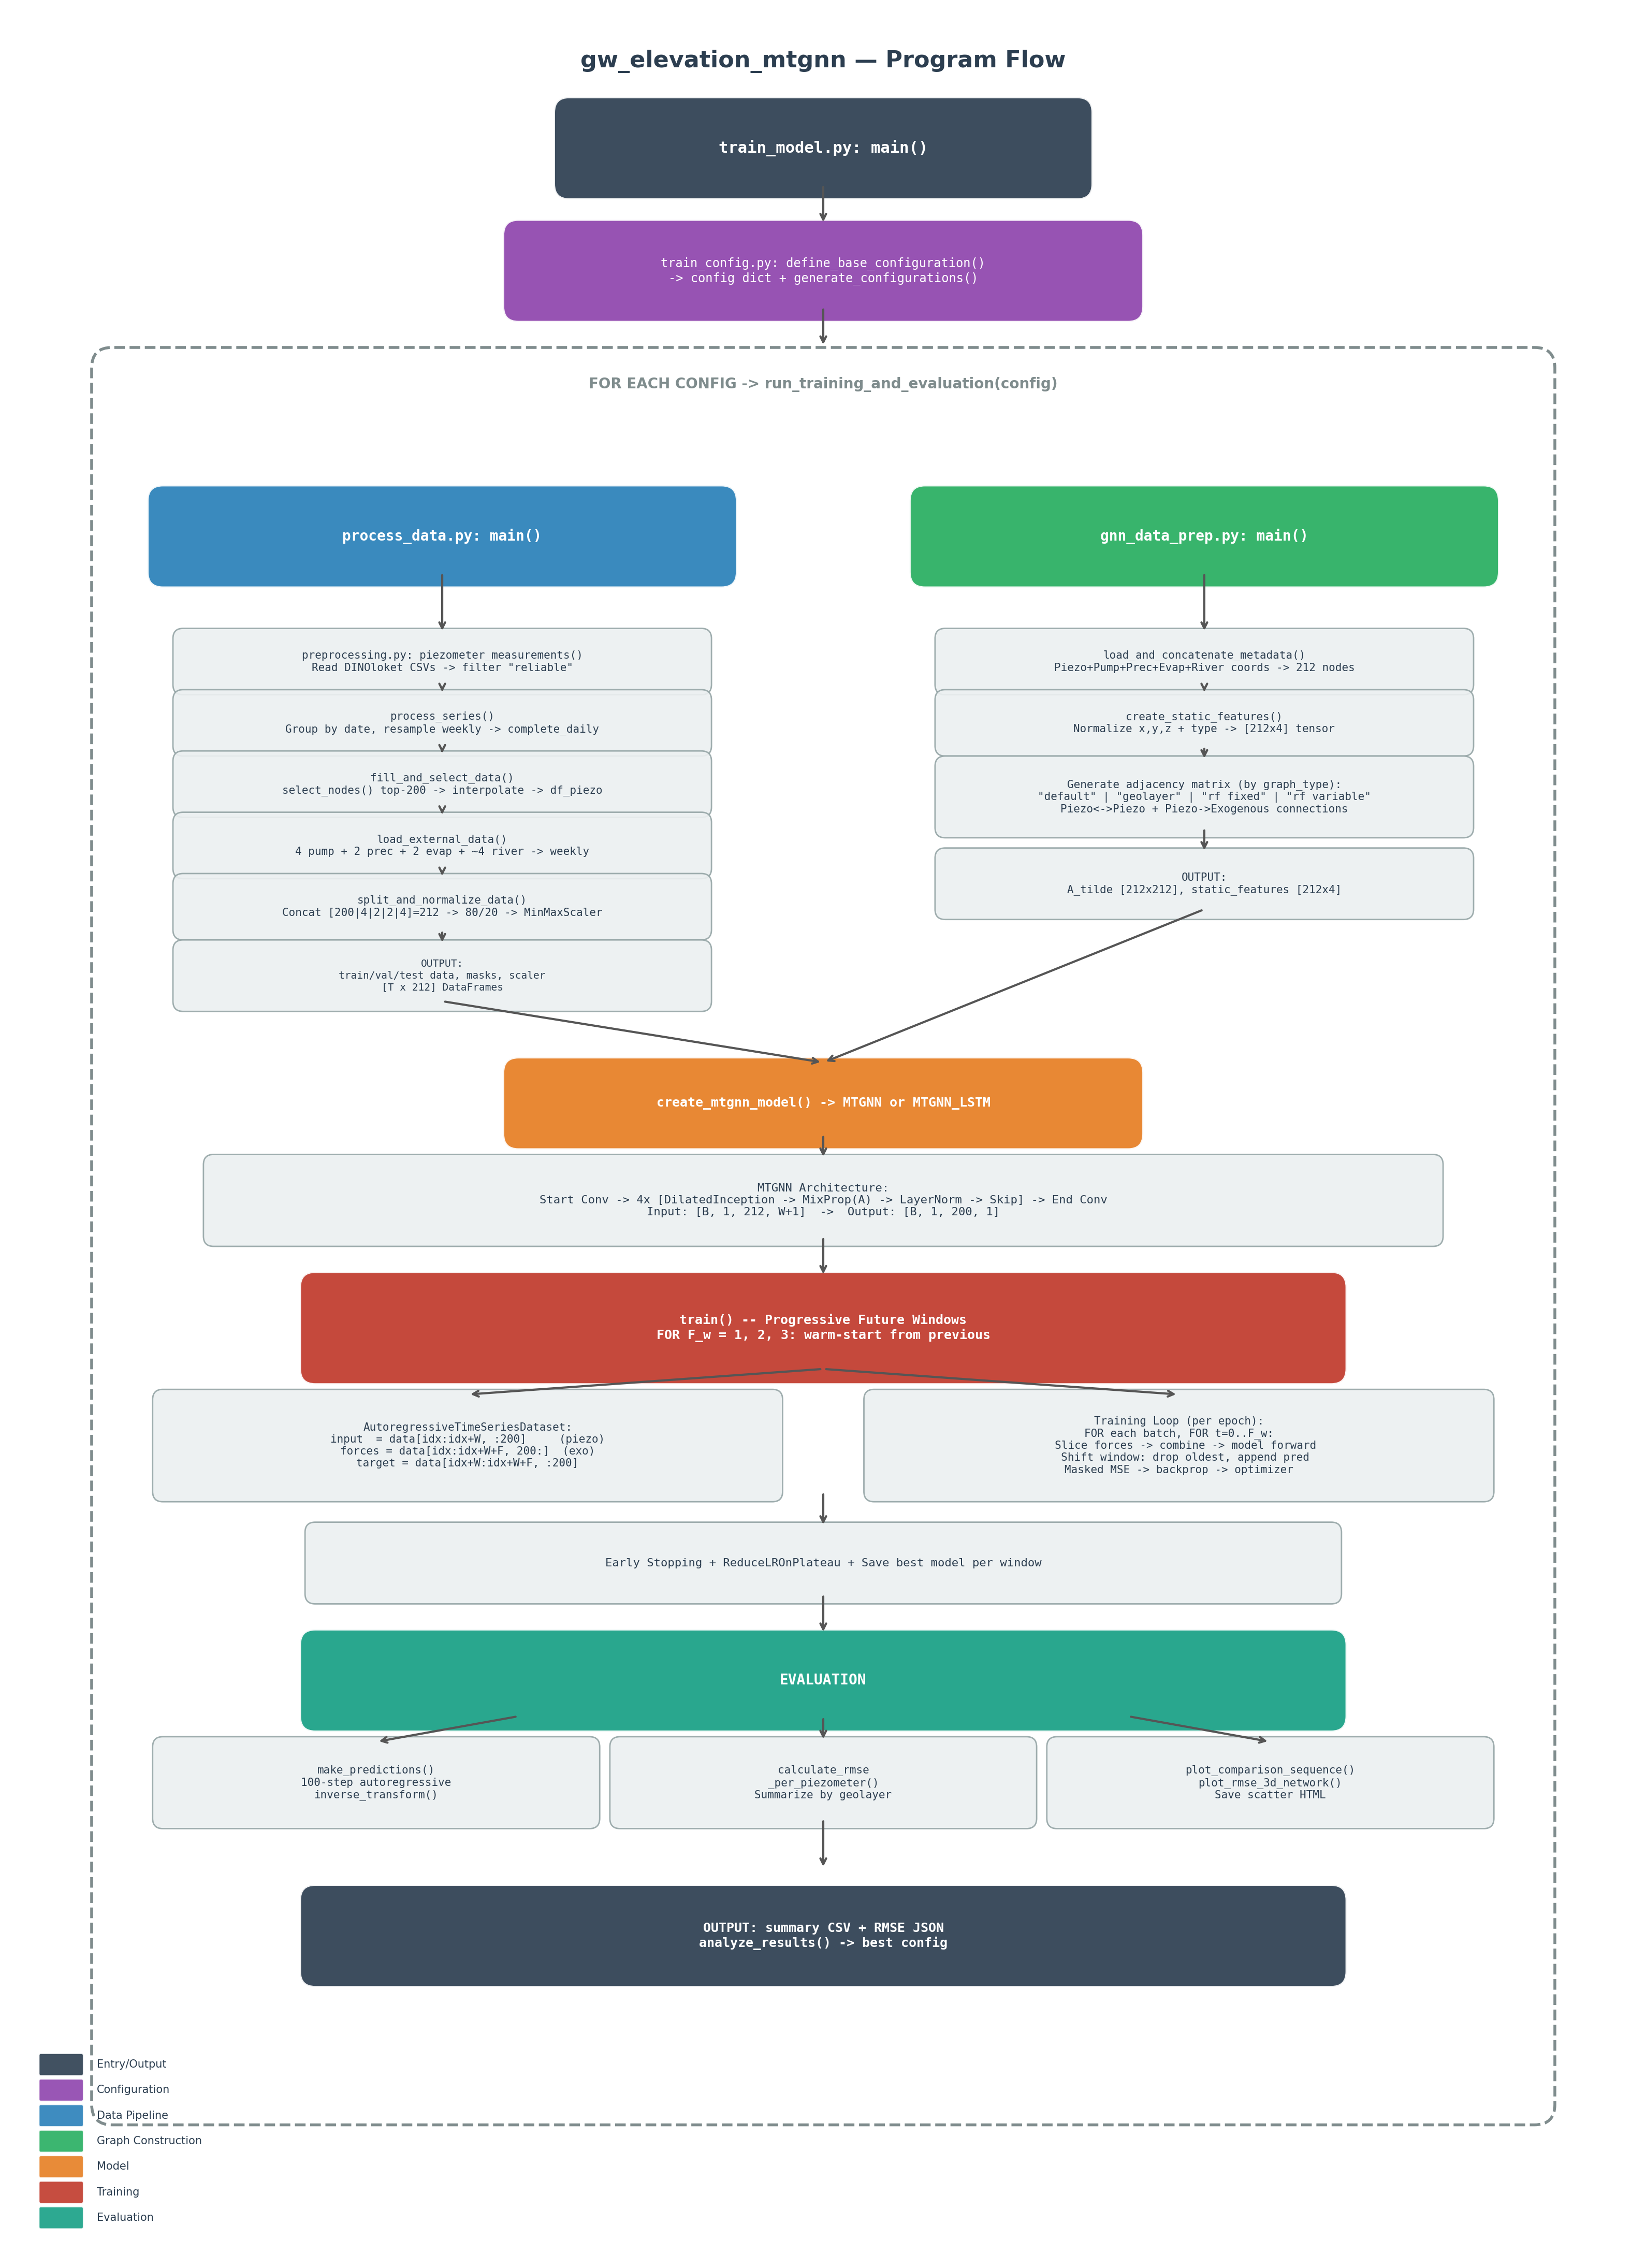 gw_elevation_mtgnn — Program Flow
train_model.py: main()
train_config.py: define_base_configuration()
-> config dict + generate_configurations()
FOR EACH CONFIG -> run_training_and_evaluation(config)
process_data.py: main()
preprocessing.py: piezometer_measurements()
Read DINOloket CSVs -> filter "reliable"
process_series()
Group by date, resample weekly -> complete_daily
fill_and_select_data()
select_nodes() top-200 -> interpolate -> df_piezo
load_external_data()
4 pump + 2 prec + 2 evap + ~4 river -> weekly
split_and_normalize_data()
Concat [200|4|2|2|4]=212 -> 80/20 -> MinMaxScaler
OUTPUT:
train/val/test_data, masks, scaler
[T x 212] DataFrames
gnn_data_prep.py: main()
load_and_concatenate_metadata()
Piezo+Pump+Prec+Evap+River coords -> 212 nodes
create_static_features()
Normalize x,y,z + type -> [212x4] tensor
Generate adjacency matrix (by graph_type):
"default" | "geolayer" | "rf fixed" | "rf variable"
Piezo<->Piezo + Piezo->Exogenous connections
OUTPUT:
A_tilde [212x212], static_features [212x4]
create_mtgnn_model() -> MTGNN or MTGNN_LSTM
MTGNN Architecture:
Start Conv -> 4x [DilatedInception -> MixProp(A) -> LayerNorm -> Skip] -> End Conv
Input: [B, 1, 212, W+1]  ->  Output: [B, 1, 200, 1]
train() -- Progressive Future Windows
FOR F_w = 1, 2, 3: warm-start from previous
AutoregressiveTimeSeriesDataset:
input  = data[idx:idx+W, :200]     (piezo)
forces = data[idx:idx+W+F, 200:]  (exo)
target = data[idx+W:idx+W+F, :200]
Training Loop (per epoch):
FOR each batch, FOR t=0..F_w:
Slice forces -> combine -> model forward
Shift window: drop oldest, append pred
Masked MSE -> backprop -> optimizer
Early Stopping + ReduceLROnPlateau + Save best model per window
EVALUATION
make_predictions()
100-step autoregressive
inverse_transform()
calculate_rmse
_per_piezometer()
Summarize by geolayer
plot_comparison_sequence()
plot_rmse_3d_network()
Save scatter HTML
OUTPUT: summary CSV + RMSE JSON
analyze_results() -> best config
Entry/Output
Configuration
Data Pipeline
Graph Construction
Model
Training
Evaluation